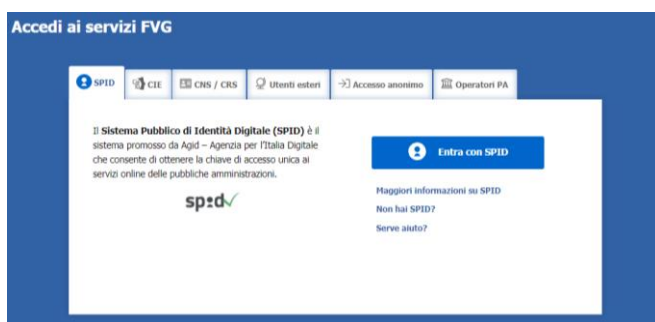 Accedi ai servizi FVG
SPID CIE CNS / CRS Utenti esteri Accesso anonimo Operatori PA
Il Sistema Pubblico di Identità Digitale (SPID) è il
sistema promosso da Agid – Agenzia per l'Italia Digitale
che consente di ottenere la chiave di accesso unica ai
servizi online delle pubbliche amministrazioni.
spid
Entra con SPID
Maggiori informazioni su SPID
Non hai SPID?
Serve aiuto?